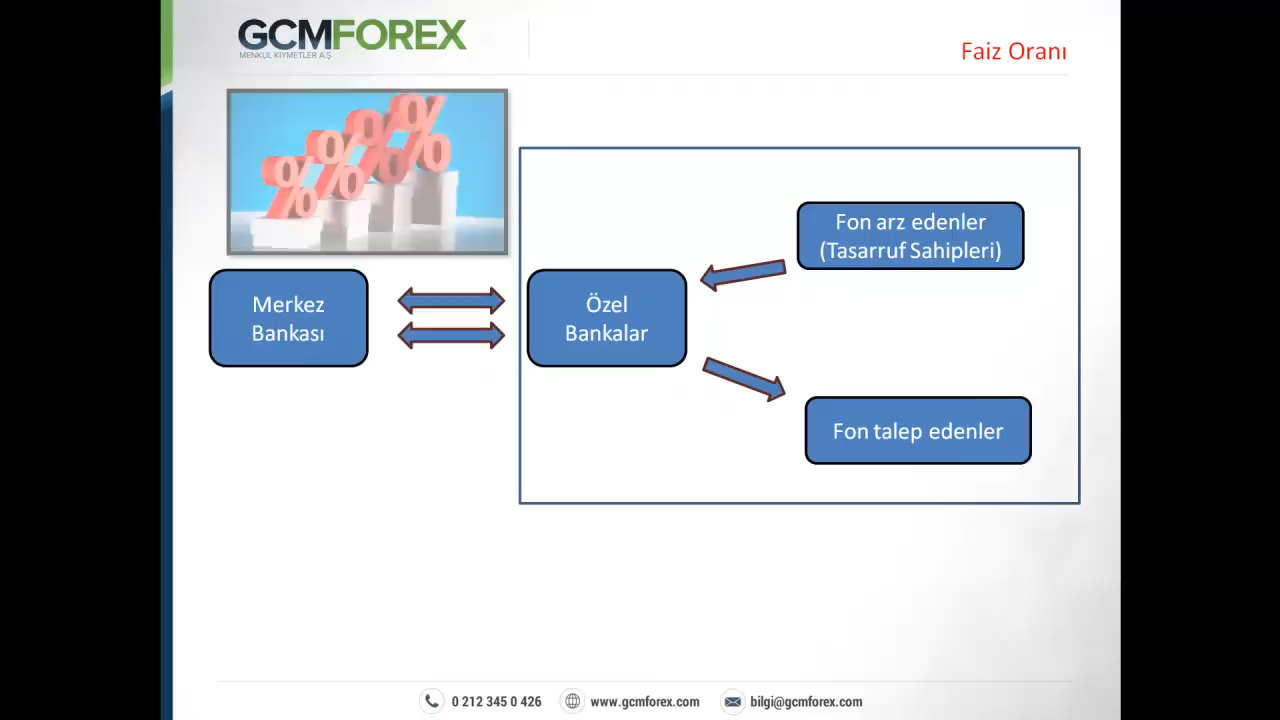 GCMFOREX
MENKUL KIYMETLER A.Ş
Faiz Oranı
% % % %
Fon arz edenler
(Tasarruf Sahipleri)
Merkez
Bankası
Özel
Bankalar
Fon talep edenler
0 212 345 0 426
www.gcmforex.com
bilgi@gcmforex.com